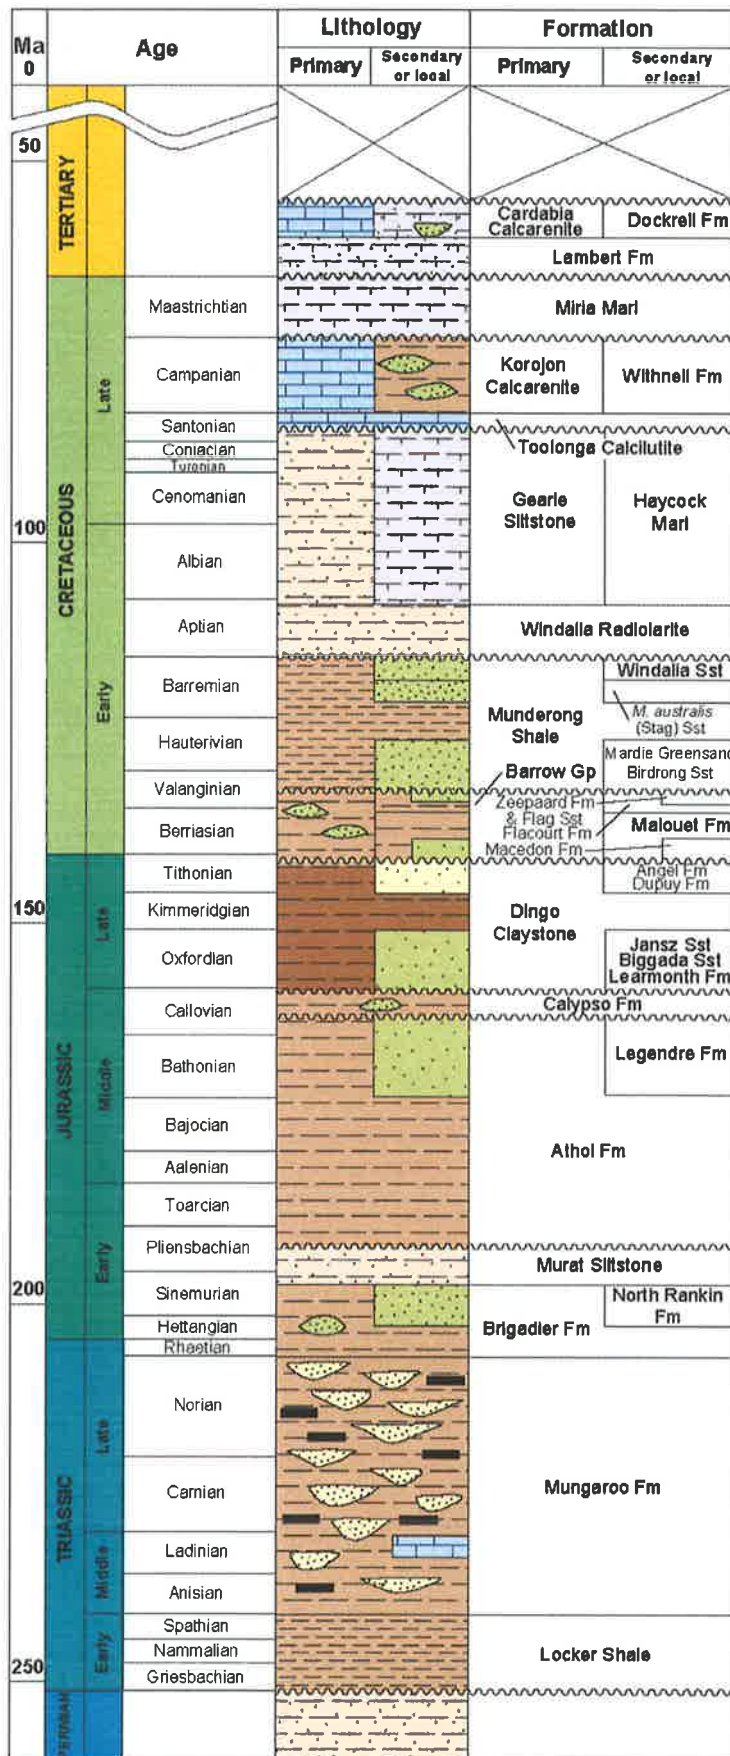 Ma
0
Age
Lithology
Formation
Primary
Secondary
or local
Primary
Secondary
or local
50
100
150
200
250
TERTIARY
CRETACEOUS
Late
Early
JURASSIC
Late
Middle
Early
TRIASSIC
Late
Middle
Early
PERMIAN
Maastrichtian
Campanian
Santonian
Coniacian
Turonian
Cenomanian
Albian
Aptian
Barremian
Hauterivian
Valanginian
Berriasian
Tithonian
Kimmeridgian
Oxfordian
Callovian
Bathonian
Bajocian
Aalenian
Toarcian
Pliensbachian
Sinemurian
Hettangian
Rhaetian
Norian
Carnian
Ladinian
Anisian
Spathian
Nammalian
Griesbachian
Cardabia
Calcarenite
Dockrell Fm
Lambert Fm
Miria Marl
Korojon
Calcarenite
Withnell Fm
Toolonga Calcilutite
Gearle
Siltstone
Haycock
Marl
Windalia Radiolarite
Windalia Sst
M. australis
(Stag) Sst
Munderong
Shale
Mardie Greensand
Birdrong Sst
Barrow Gp
Zeepaard Fm
& Flag Sst
Flacourt Fm
Malouet Fm
Macedon Fm
Angel Fm
Dupuy Fm
Dingo
Claystone
Jansz Sst
Biggada Sst
Learmonth Fm
Calypso Fm
Legendre Fm
Athol Fm
Murat Siltstone
North Rankin
Fm
Brigadier Fm
Mungaroo Fm
Locker Shale